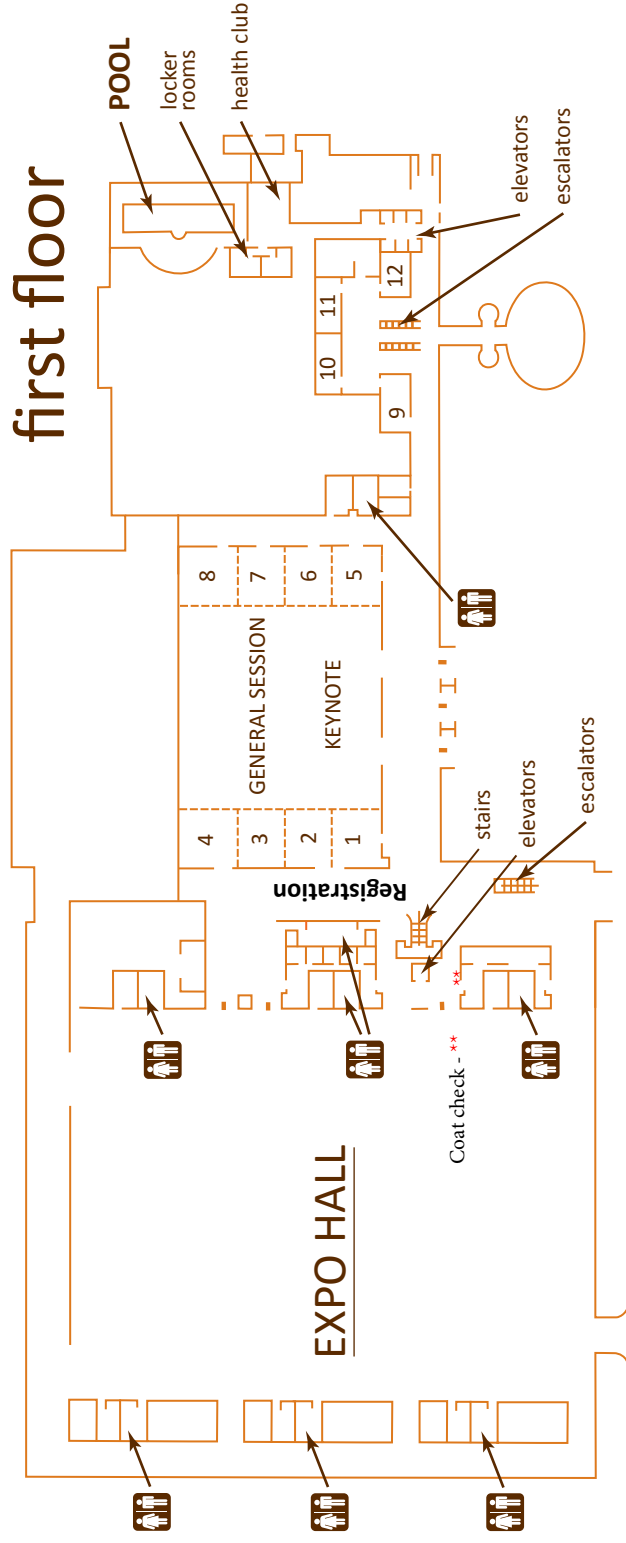 first floor
POOL
locker
rooms
health club
elevators
escalators
11
12
10
9
8
7
6
5
GENERAL SESSION
KEYNOTE
4
3
2
1
Registration
stairs
elevators
escalators
**
Coat check - **
EXPO HALL